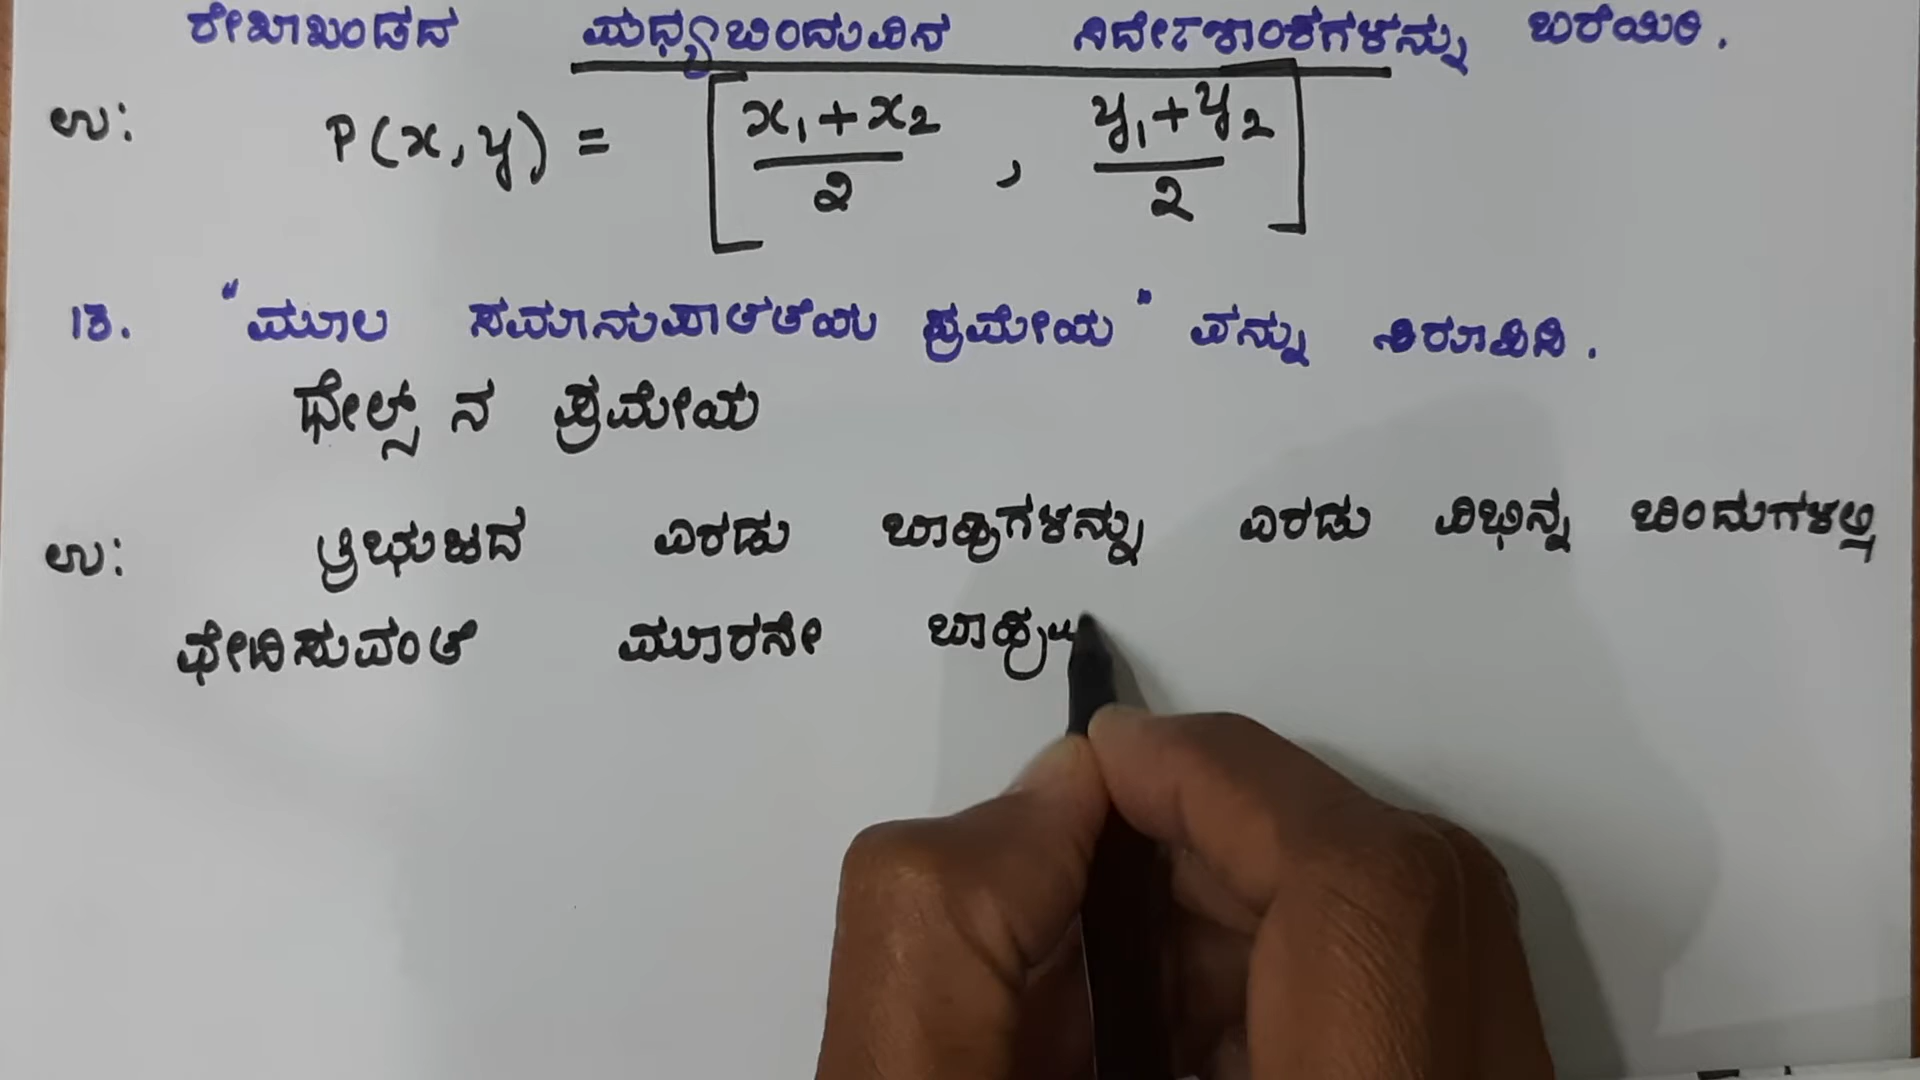 ರೇಖಾಖಂಡದ ಮಧ್ಯಬಿಂದುವಿನ ನಿರ್ದೇಶಾಂಕಗಳನ್ನು ಬರೆಯಿರಿ.
ಉ: P(x, y) = [ (x₁+x₂)/2 , (y₁+y₂)/2 ]
13. "ಮೂಲ ಸಮಾನುಪಾತತೆಯ ಪ್ರಮೇಯ" ವನ್ನು ನಿರೂಪಿಸಿ.
ಥೇಲ್ಸ್ ನ ಪ್ರಮೇಯ
ಉ: ತ್ರಿಭುಜದ ಎರಡು ಬಾಹುಗಳನ್ನು ಎರಡು ವಿಭಿನ್ನ ಬಿಂದುಗಳಲ್ಲಿ
ಛೇದಿಸುವಂತೆ ಮೂರನೇ